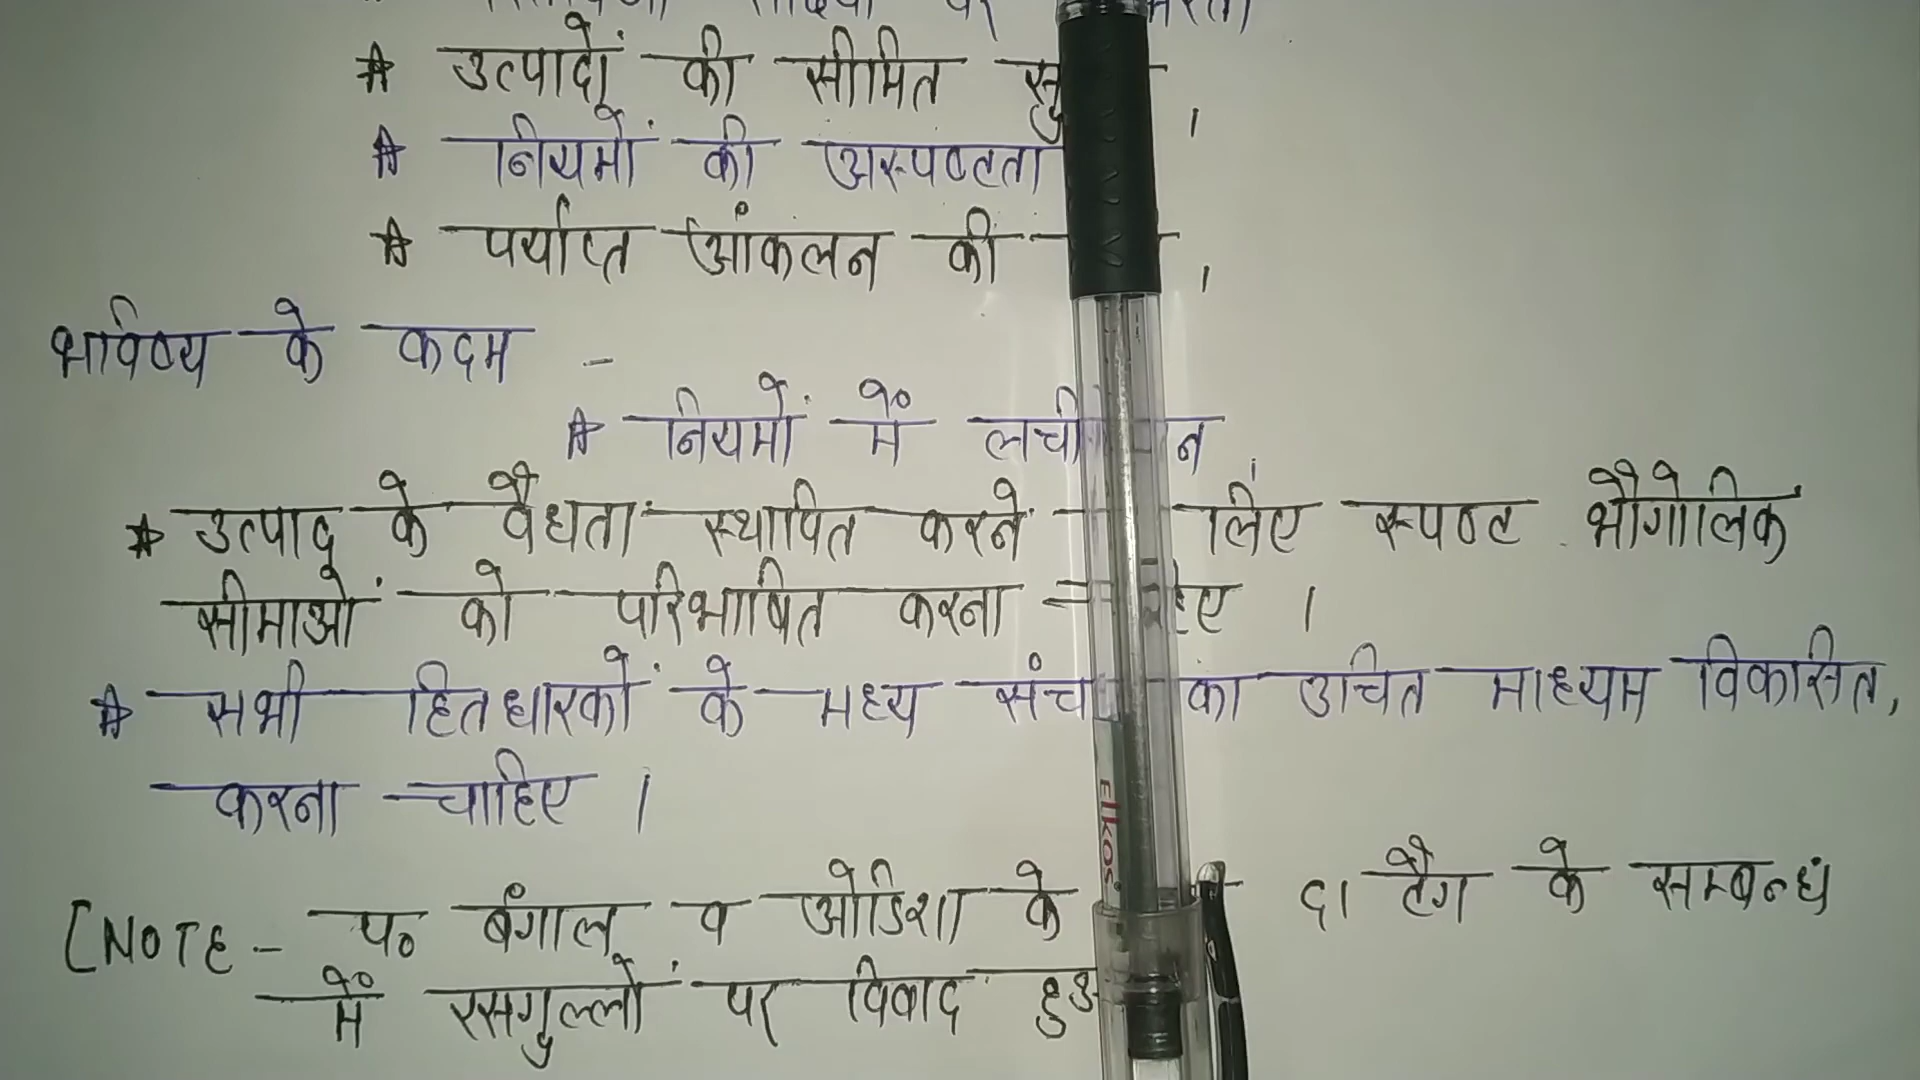 ★ उत्पादों की सीमित
★ नियमों की अस्पष्टता
★ पर्याप्त आंकलन की ।
भविष्य के कदम -
★ नियमों में
★ उत्पाद के वैधता स्थापित करने लिए स्पष्ट भौगोलिक
सीमाओं को परिभाषित करना
★ सभी हितधारकों के मध्य का उचित माध्यम विकसित,
करना चाहिए ।
[NOTE - प० बंगाल व ओडिशा के टैग के सम्बन्ध
में रसगुल्लों पर विवाद
Elkos